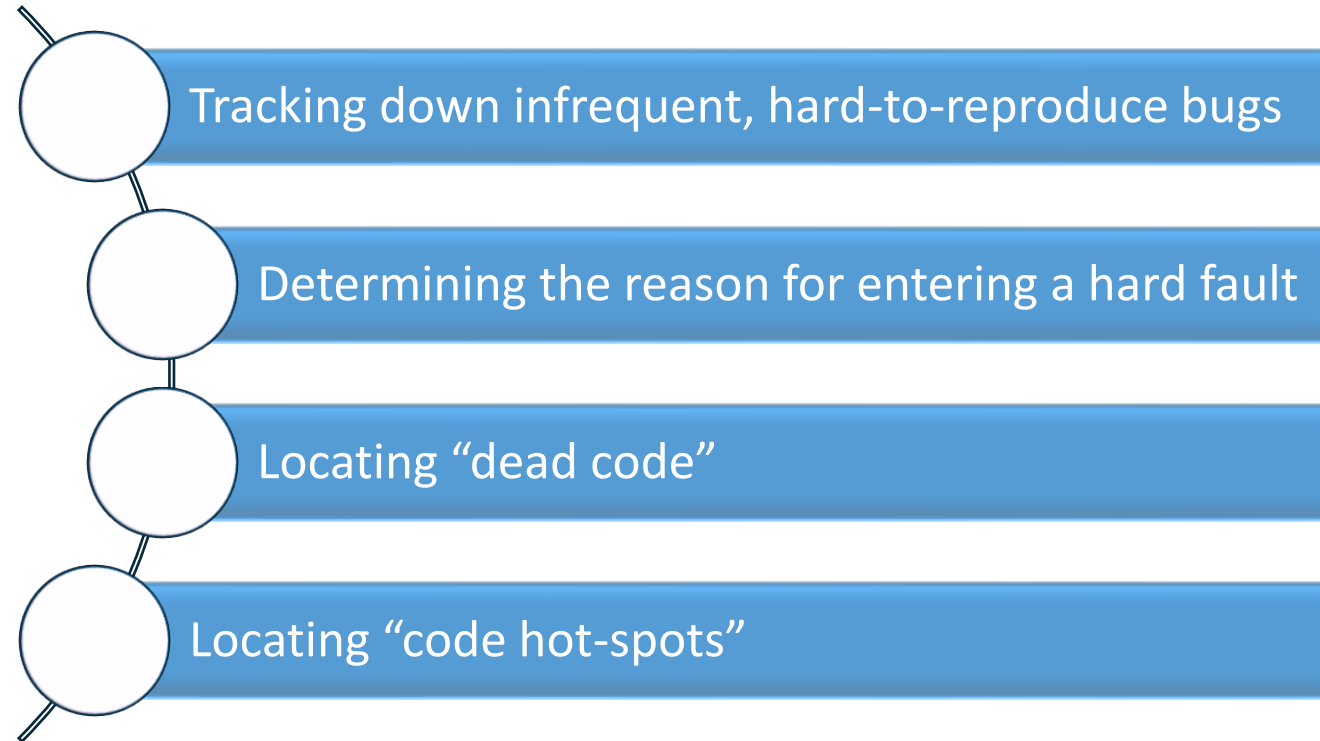 Tracking down infrequent, hard-to-reproduce bugs
Determining the reason for entering a hard fault
Locating “dead code”
Locating “code hot-spots”